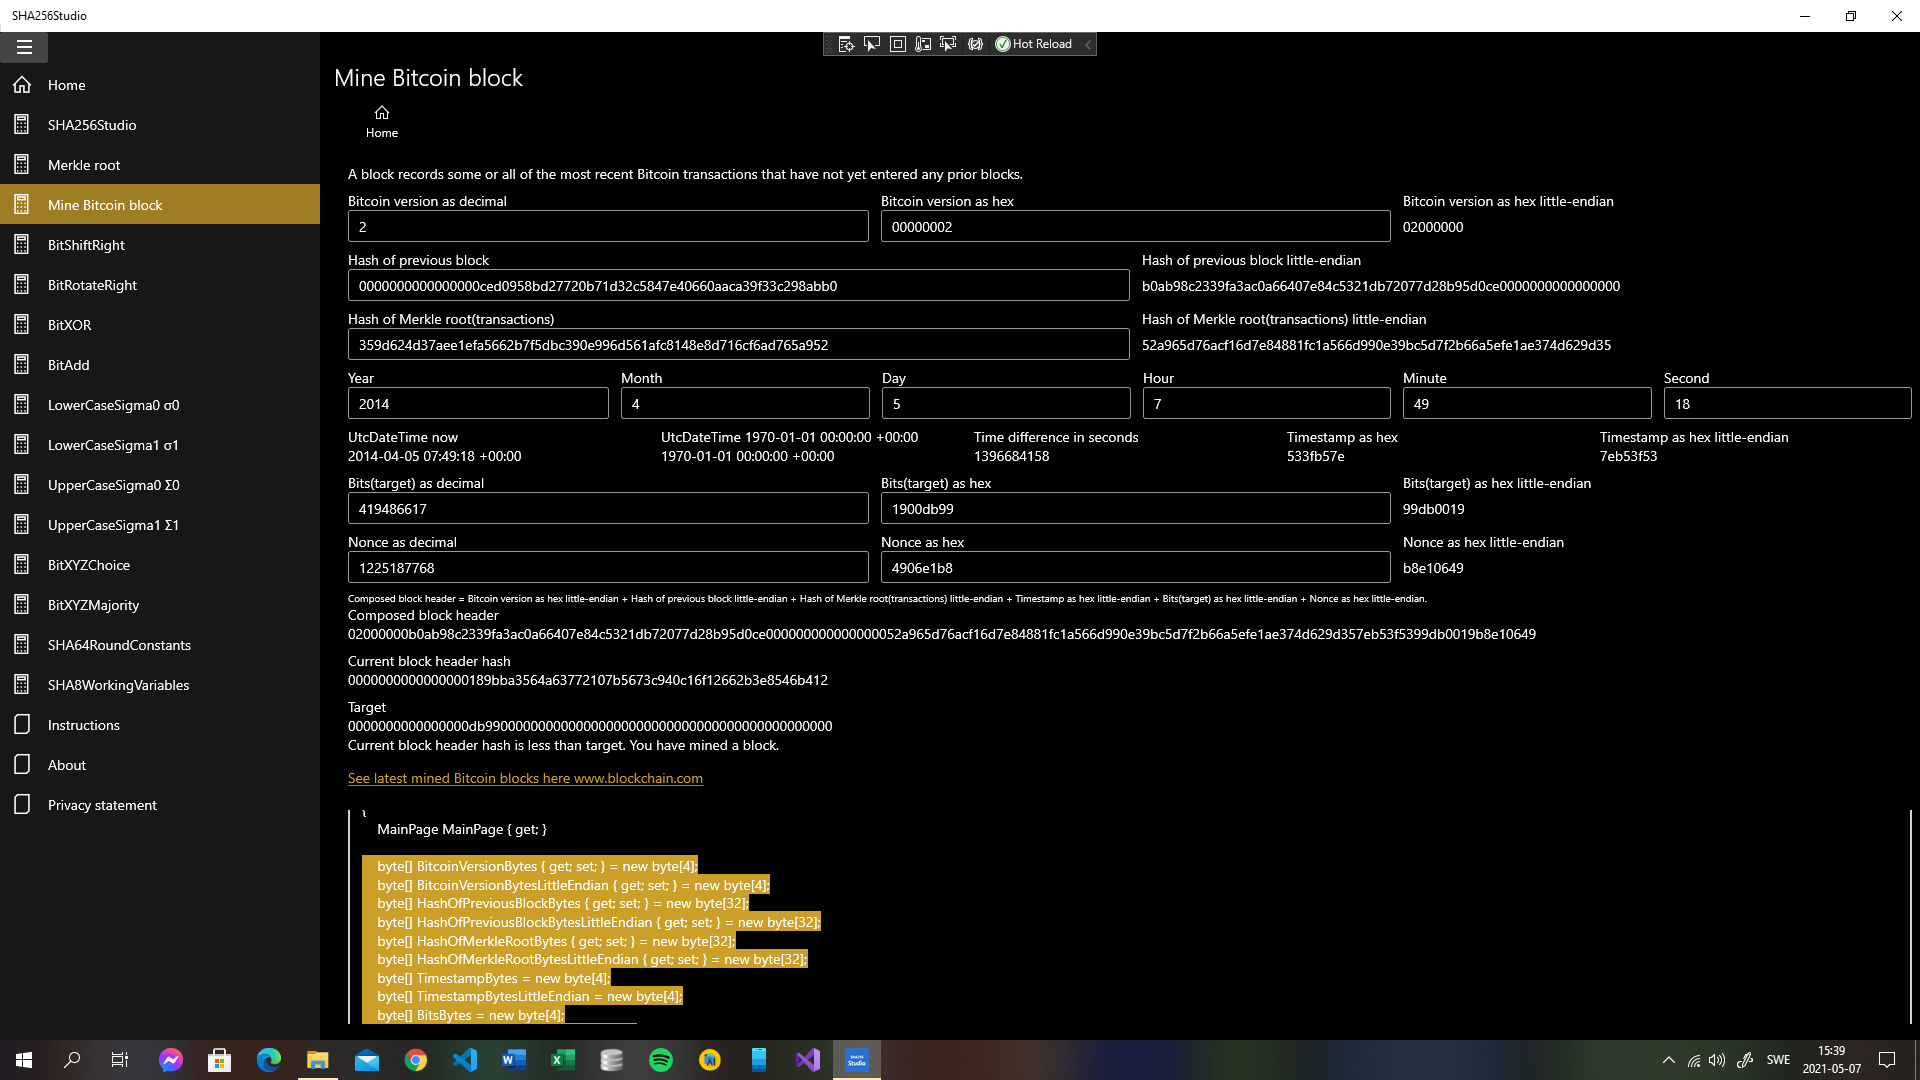 SHA256Studio
Hot Reload
Home
SHA256Studio
Merkle root
Mine Bitcoin block
BitShiftRight
BitRotateRight
BitXOR
BitAdd
LowerCaseSigma0 σ0
LowerCaseSigma1 σ1
UpperCaseSigma0 Σ0
UpperCaseSigma1 Σ1
BitXYZChoice
BitXYZMajority
SHA64RoundConstants
SHA8WorkingVariables
Instructions
About
Privacy statement
Mine Bitcoin block
Home
A block records some or all of the most recent Bitcoin transactions that have not yet entered any prior blocks.
Bitcoin version as decimal Bitcoin version as hex Bitcoin version as hex little-endian
2 00000002 02000000
Hash of previous block Hash of previous block little-endian
0000000000000000ced0958bd27720b71d32c5847e40660aaca39f33c298abb0 b0ab98c2339fa3ac0a66407e84c5321db72077d28b95d0ce0000000000000000
Hash of Merkle root(transactions) Hash of Merkle root(transactions) little-endian
359d624d37aee1efa5662b7f5dbc390e996d561afc8148e8d716cf6ad765a952 52a965d76acf16d7e84881fc1a566d990e39bc5d7f2b66a5efe1ae374d629d35
Year Month Day Hour Minute Second
2014 4 5 7 49 18
UtcDateTime now UtcDateTime 1970-01-01 00:00:00 +00:00 Time difference in seconds Timestamp as hex Timestamp as hex little-endian
2014-04-05 07:49:18 +00:00 1970-01-01 00:00:00 +00:00 1396684158 533fb57e 7eb53f53
Bits(target) as decimal Bits(target) as hex Bits(target) as hex little-endian
419486617 1900db99 99db0019
Nonce as decimal Nonce as hex Nonce as hex little-endian
1225187768 4906e1b8 b8e10649
Composed block header = Bitcoin version as hex little-endian + Hash of previous block little-endian + Hash of Merkle root(transactions) little-endian + Timestamp as hex little-endian + Bits(target) as hex little-endian + Nonce as hex little-endian.
Composed block header
02000000b0ab98c2339fa3ac0a66407e84c5321db72077d28b95d0ce000000000000000052a965d76acf16d7e84881fc1a566d990e39bc5d7f2b66a5efe1ae374d629d357eb53f5399db0019b8e10649
Current block header hash
0000000000000000189bba3564a63772107b5673c940c16f12662b3e8546b412
Target
0000000000000000db9900000000000000000000000000000000000000000000
Current block header hash is less than target. You have mined a block.
See latest mined Bitcoin blocks here www.blockchain.com
{
MainPage MainPage { get; }
byte[] BitcoinVersionBytes { get; set; } = new byte[4];
byte[] BitcoinVersionBytesLittleEndian { get; set; } = new byte[4];
byte[] HashOfPreviousBlockBytes { get; set; } = new byte[32];
byte[] HashOfPreviousBlockBytesLittleEndian { get; set; } = new byte[32];
byte[] HashOfMerkleRootBytes { get; set; } = new byte[32];
byte[] HashOfMerkleRootBytesLittleEndian { get; set; } = new byte[32];
byte[] TimestampBytes = new byte[4];
byte[] TimestampBytesLittleEndian = new byte[4];
byte[] BitsBytes = new byte[4];
SWE
15:39
2021-05-07